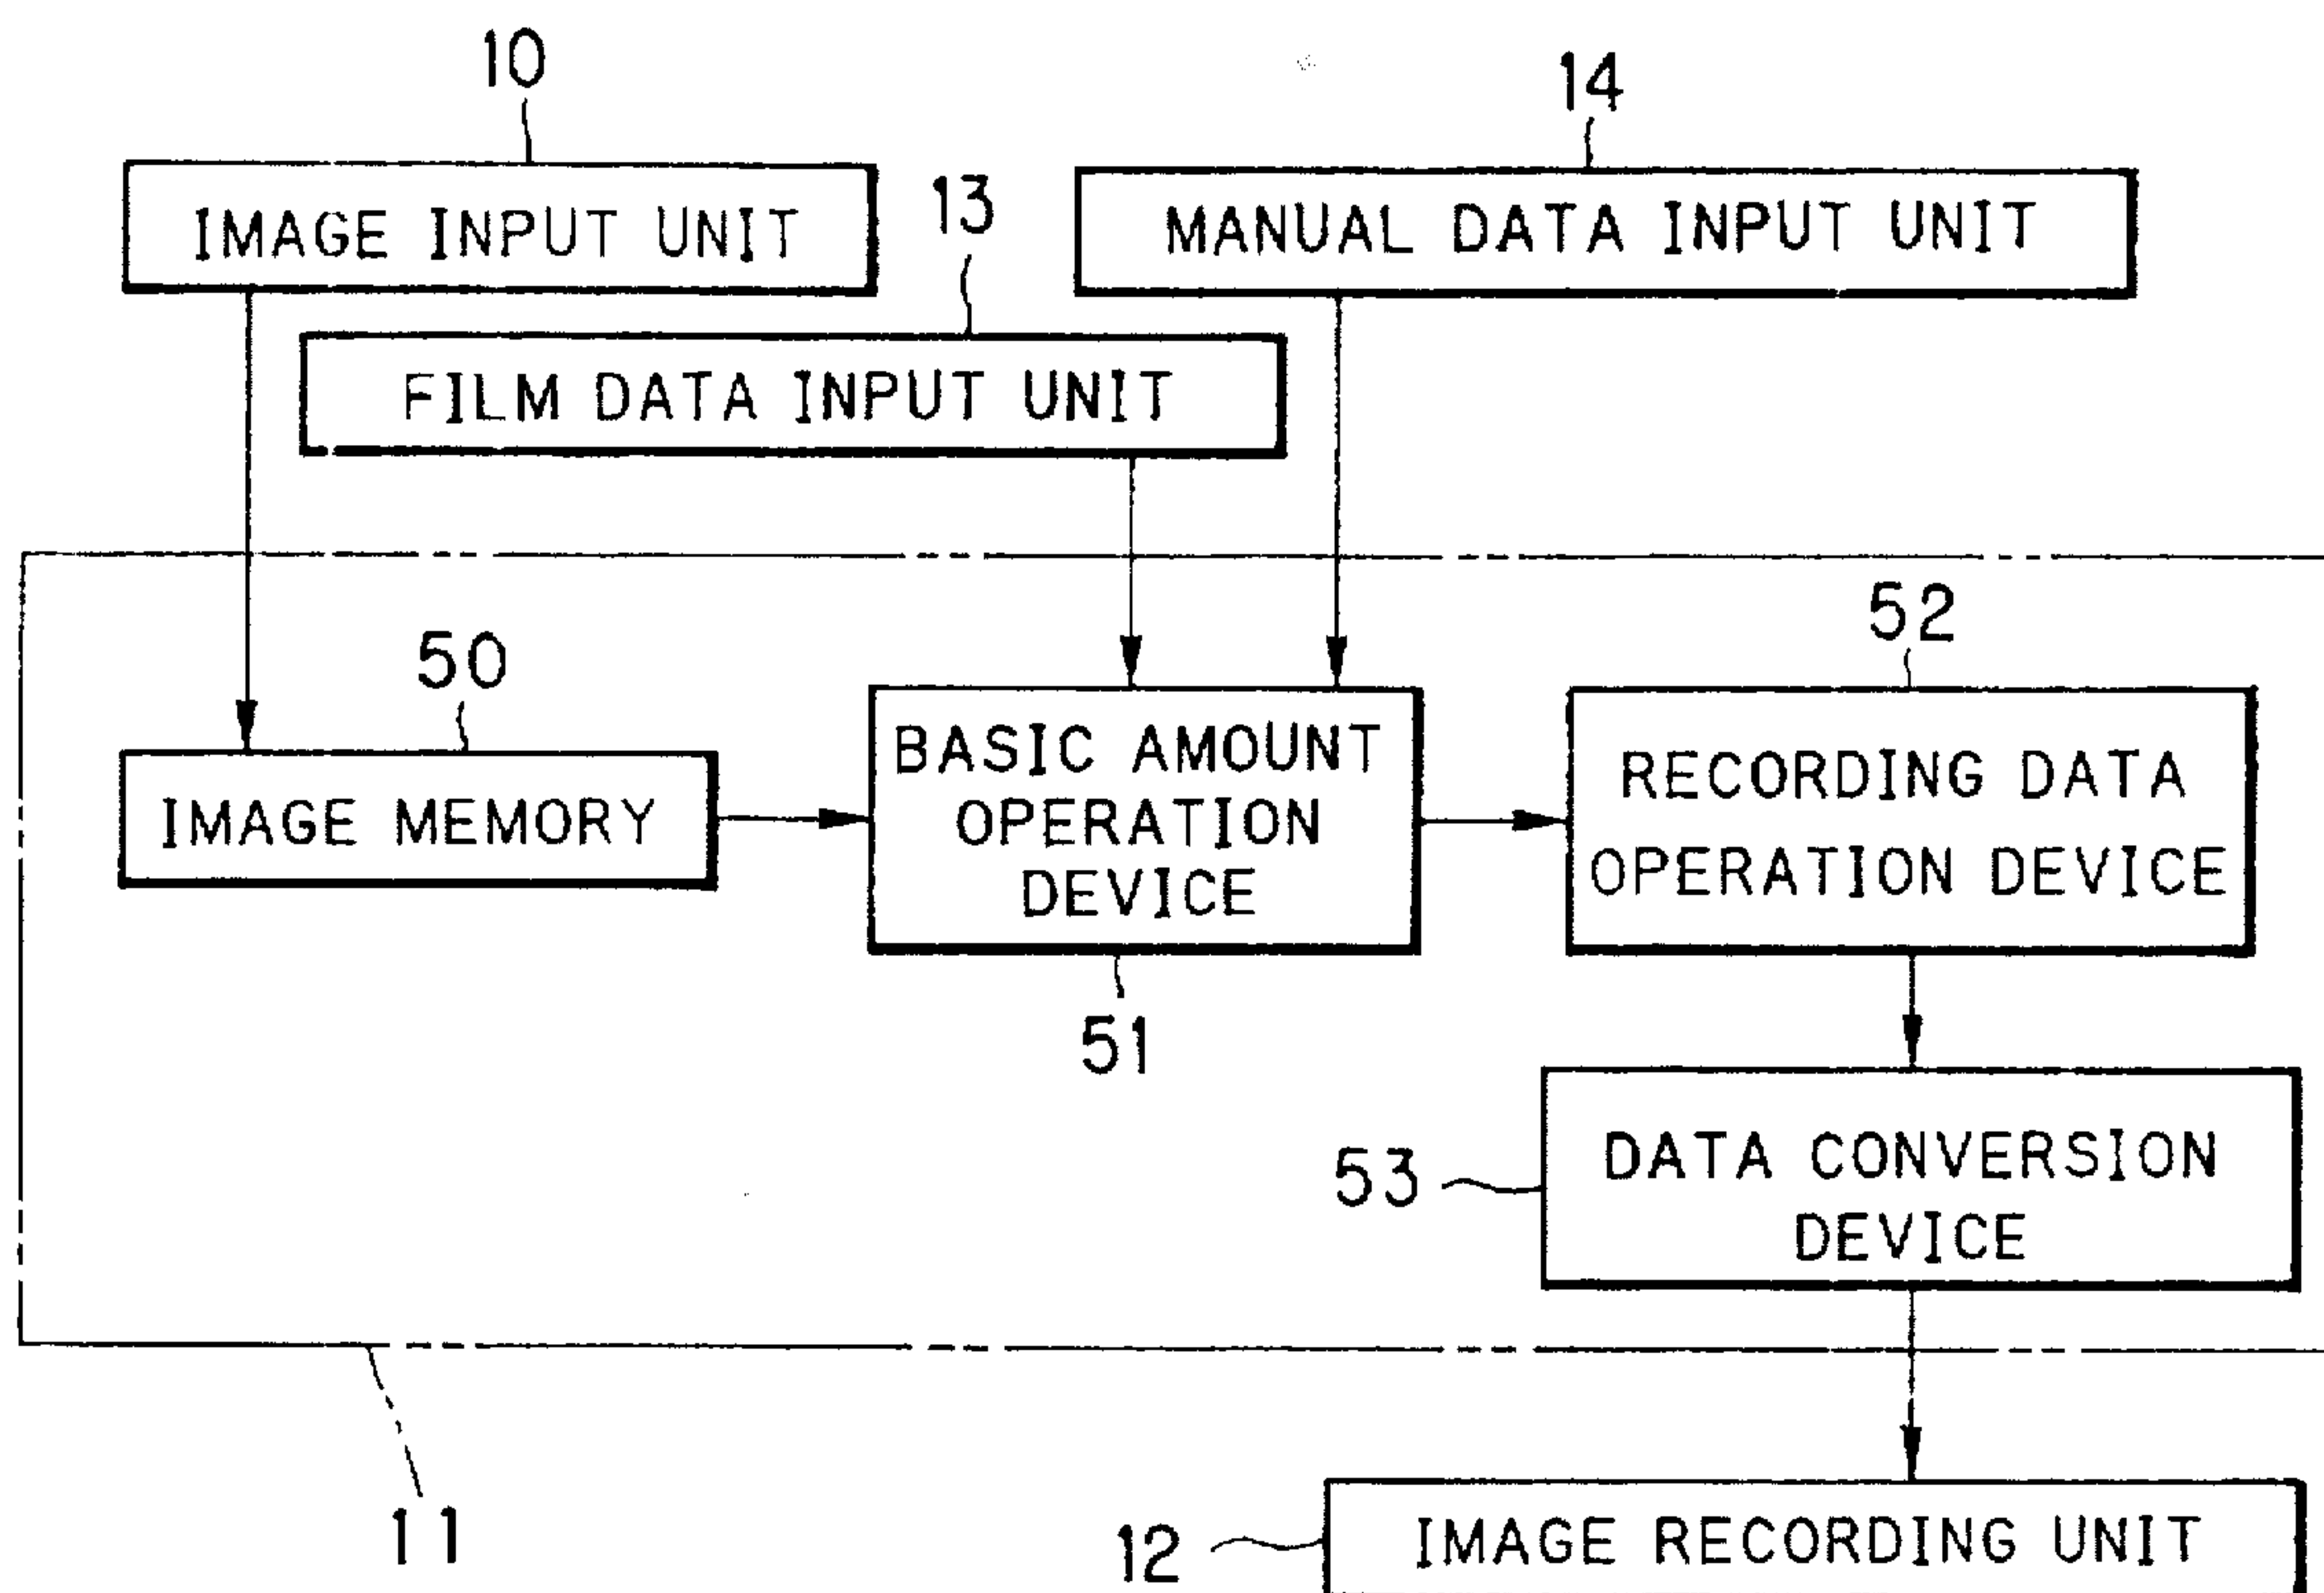 10
14
IMAGE INPUT UNIT
13
MANUAL DATA INPUT UNIT
FILM DATA INPUT UNIT
52
50
BASIC AMOUNT
OPERATION
DEVICE
RECORDING DATA
OPERATION DEVICE
IMAGE MEMORY
51
53
DATA CONVERSION
DEVICE
11
12
IMAGE RECORDING UNIT